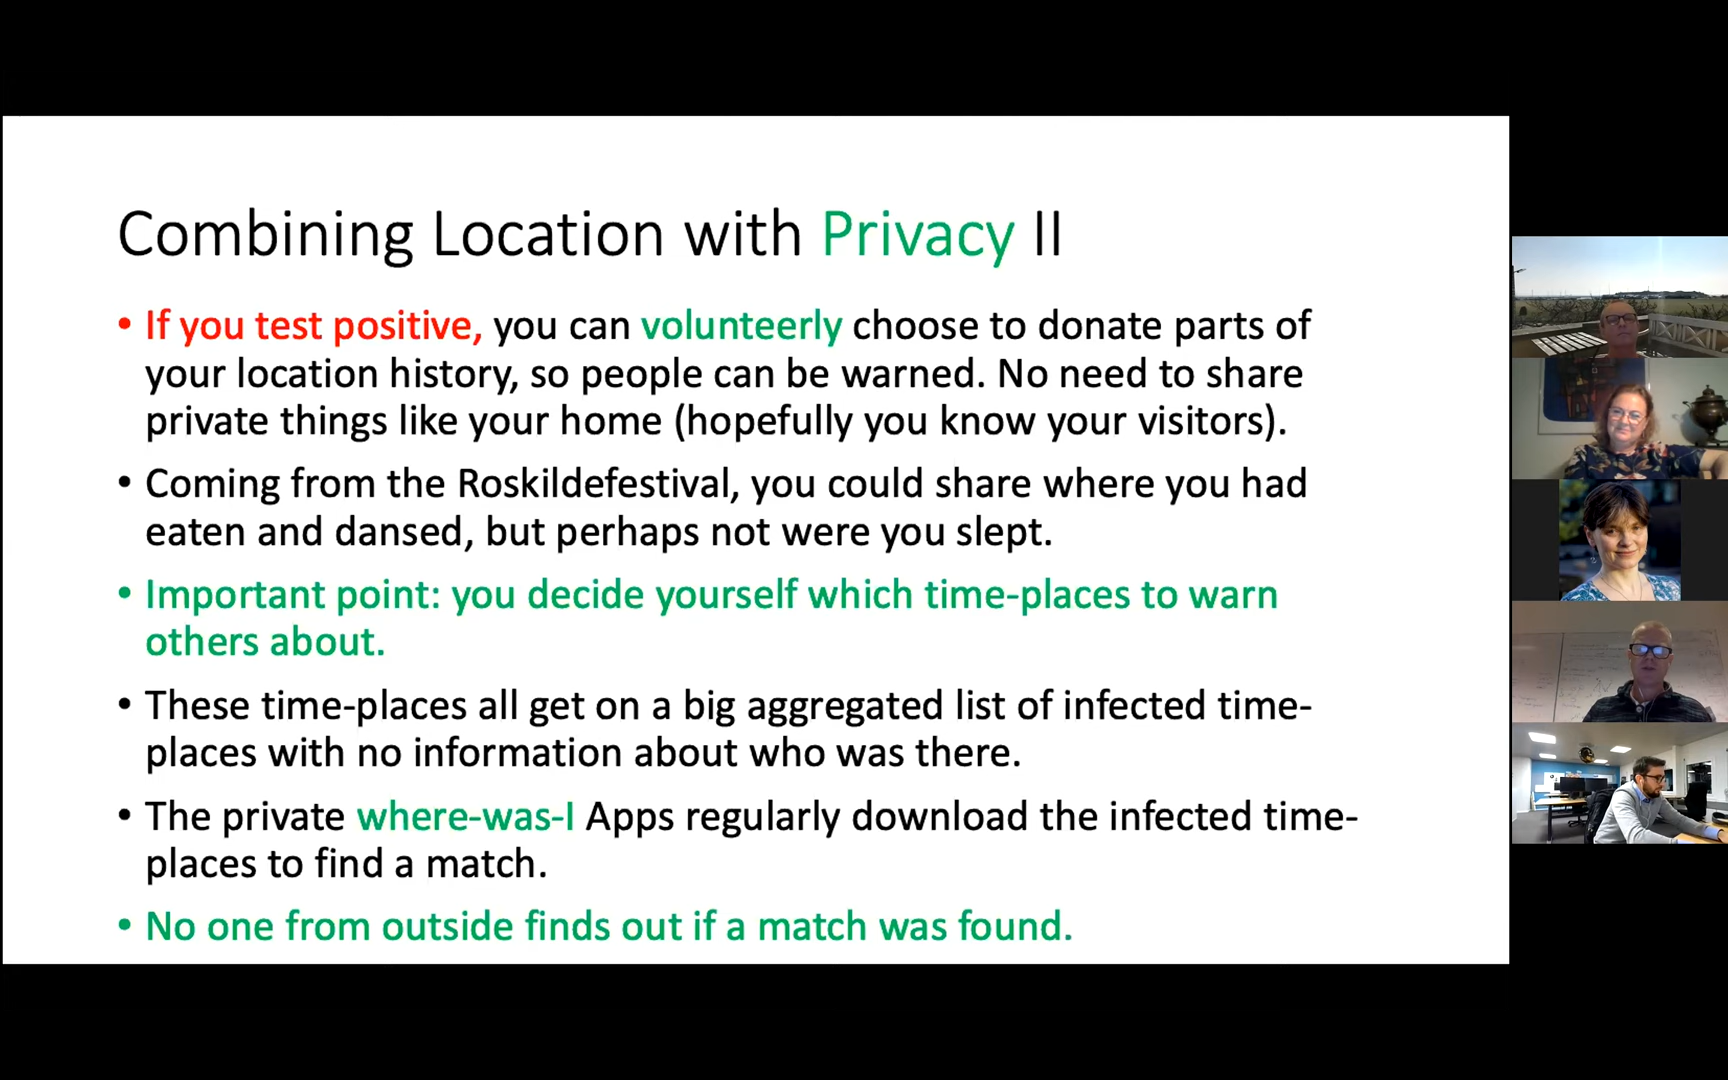 Combining Location with Privacy II
• If you test positive, you can volunteerly choose to donate parts of
your location history, so people can be warned. No need to share
private things like your home (hopefully you know your visitors).
• Coming from the Roskildefestival, you could share where you had
eaten and dansed, but perhaps not were you slept.
• Important point: you decide yourself which time-places to warn
others about.
• These time-places all get on a big aggregated list of infected time-
places with no information about who was there.
• The private where-was-I Apps regularly download the infected time-
places to find a match.
• No one from outside finds out if a match was found.